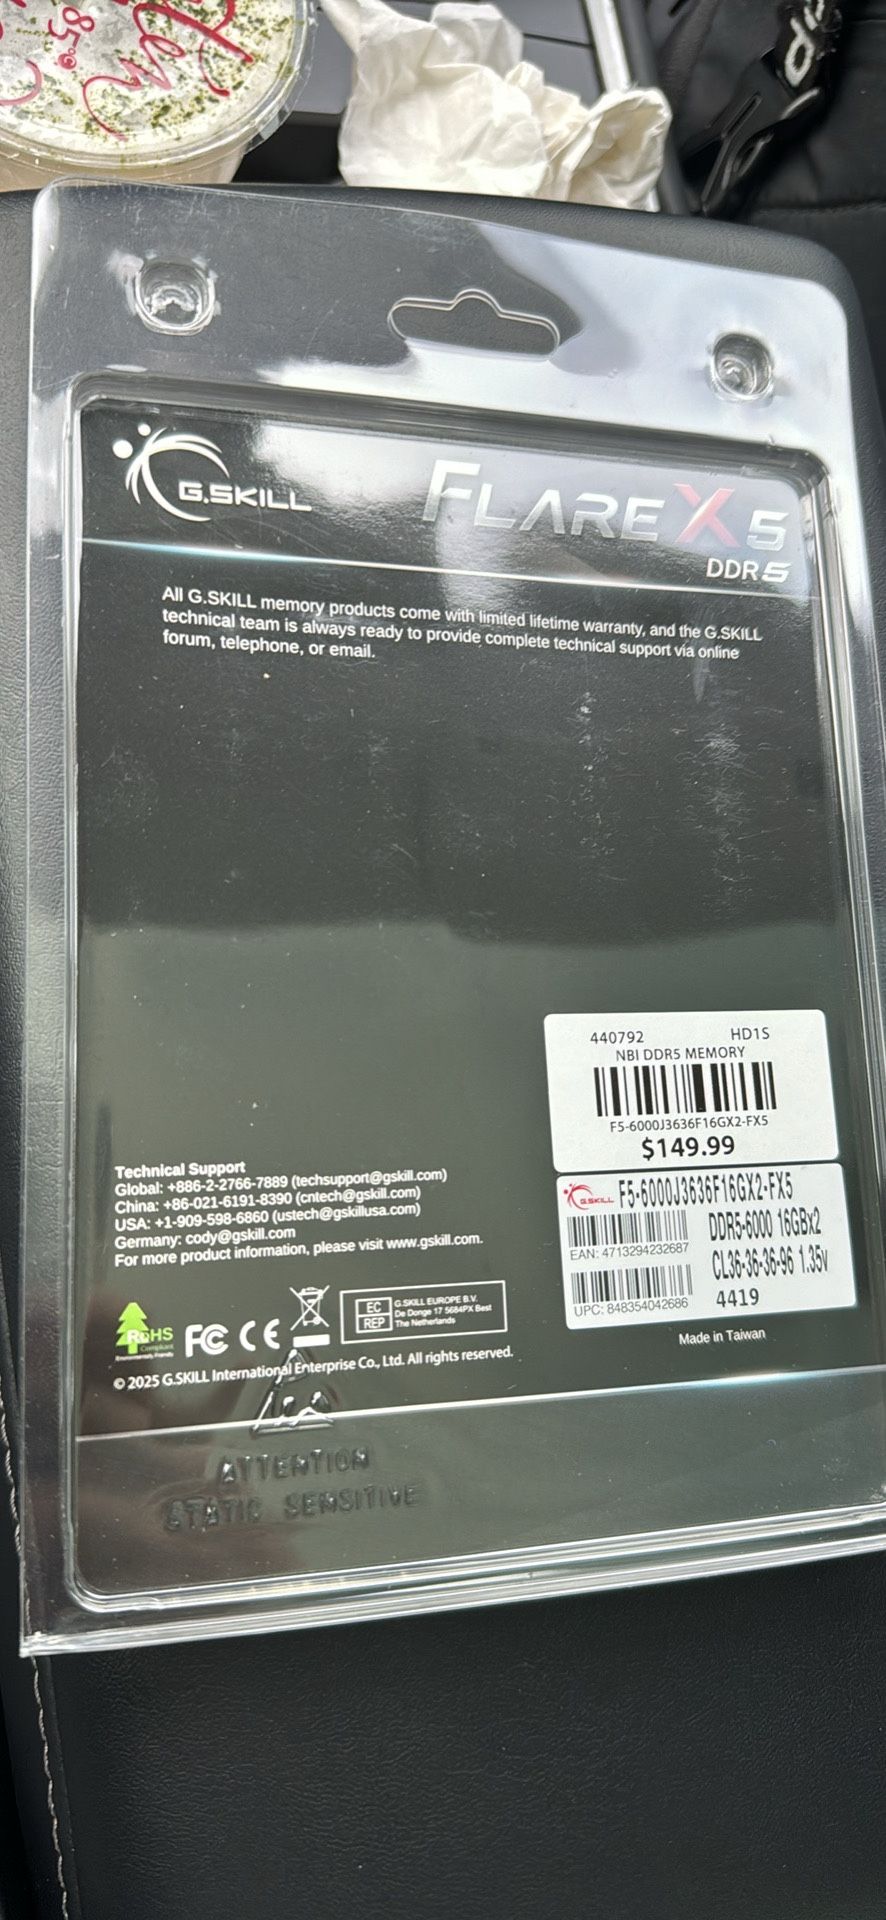 85¢
G.SKILL
FLARE X5
DDR5
All G.SKILL memory products come with limited lifetime warranty, and the G.SKILL
technical team is always ready to provide complete technical support via online
forum, telephone, or email.
440792 HD1S
NBI DDR5 MEMORY
F5-6000J3636F16GX2-FX5
$149.99
G.SKILL F5-6000J3636F16GX2-FX5
DDR5-6000 16GBx2
EAN: 4713294232687
CL36-36-36-96 1.35v
UPC: 848354042686
4419
Made in Taiwan
Technical Support
Global: +886-2-2766-7889 (techsupport@gskill.com)
China: +86-021-6191-8390 (cntech@gskill.com)
USA: +1-909-598-6860 (ustech@gskillusa.com)
Germany: cody@gskill.com
For more product information, please visit www.gskill.com.
RoHS
Compliant
Environmentally Friendly
FC CE
EC REP
G.SKILL EUROPE B.V.
De Donge 17 5684PX Best
The Netherlands
© 2025 G.SKILL International Enterprise Co., Ltd. All rights reserved.
ATTENTION
STATIC SENSITIVE